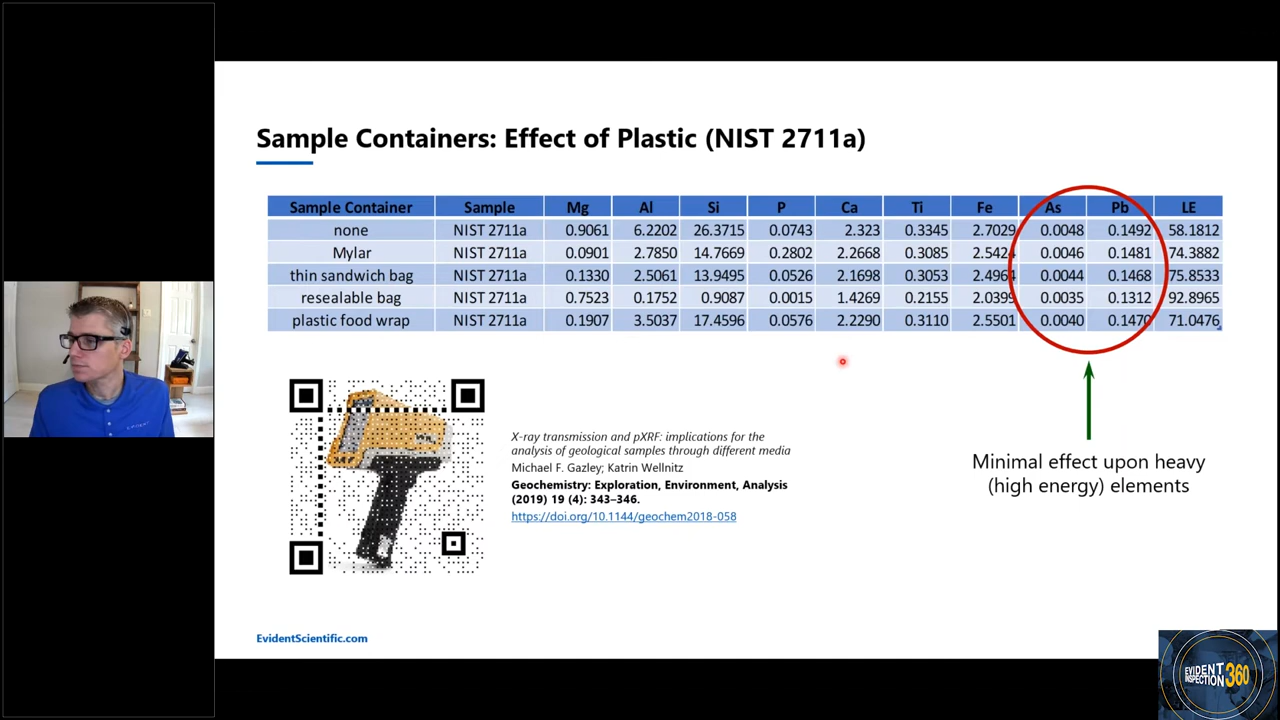 Sample Containers: Effect of Plastic (NIST 2711a)
Sample Container Sample Mg Al Si P Ca Ti Fe As Pb LE
none NIST 2711a 0.9061 6.2202 26.3715 0.0743 2.323 0.3345 2.7029 0.0048 0.1492 58.1812
Mylar NIST 2711a 0.0901 2.7850 14.7669 0.2802 2.2668 0.3085 2.5424 0.0046 0.1481 74.3882
thin sandwich bag NIST 2711a 0.1330 2.5061 13.9495 0.0526 2.1698 0.3053 2.4964 0.0044 0.1468 75.8533
resealable bag NIST 2711a 0.7523 0.1752 0.9087 0.0015 1.4269 0.2155 2.0399 0.0035 0.1312 92.8965
plastic food wrap NIST 2711a 0.1907 3.5037 17.4596 0.0576 2.2290 0.3110 2.5501 0.0040 0.1470 71.0476
X-ray transmission and pXRF: implications for the
analysis of geological samples through different media
Michael F. Gazley; Katrin Wellnitz
Geochemistry: Exploration, Environment, Analysis
(2019) 19 (4): 343–346.
https://doi.org/10.1144/geochem2018-058
Minimal effect upon heavy
(high energy) elements
EvidentScientific.com
EVIDENT
INSPECTION 360